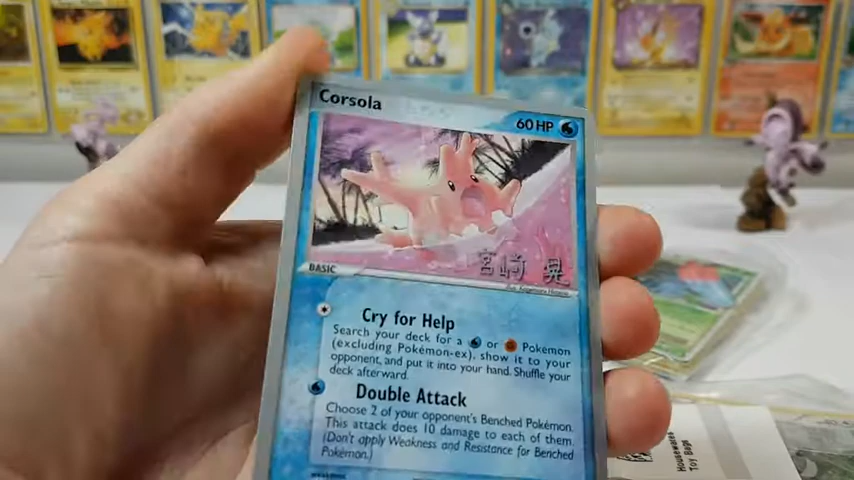 Corsola
60 HP
宮崎 晃
BASIC
Cry for Help
Search your deck for a or Pokémon
(excluding Pokémon-ex), show it to your
opponent, and put it into your hand. Shuffle your
deck afterward.
Double Attack
Choose 2 of your opponent's Benched Pokémon.
This attack does 10 damage to each of them.
(Don't apply Weakness and Resistance for Benched
Pokémon.)
Housewares
Toy Bags